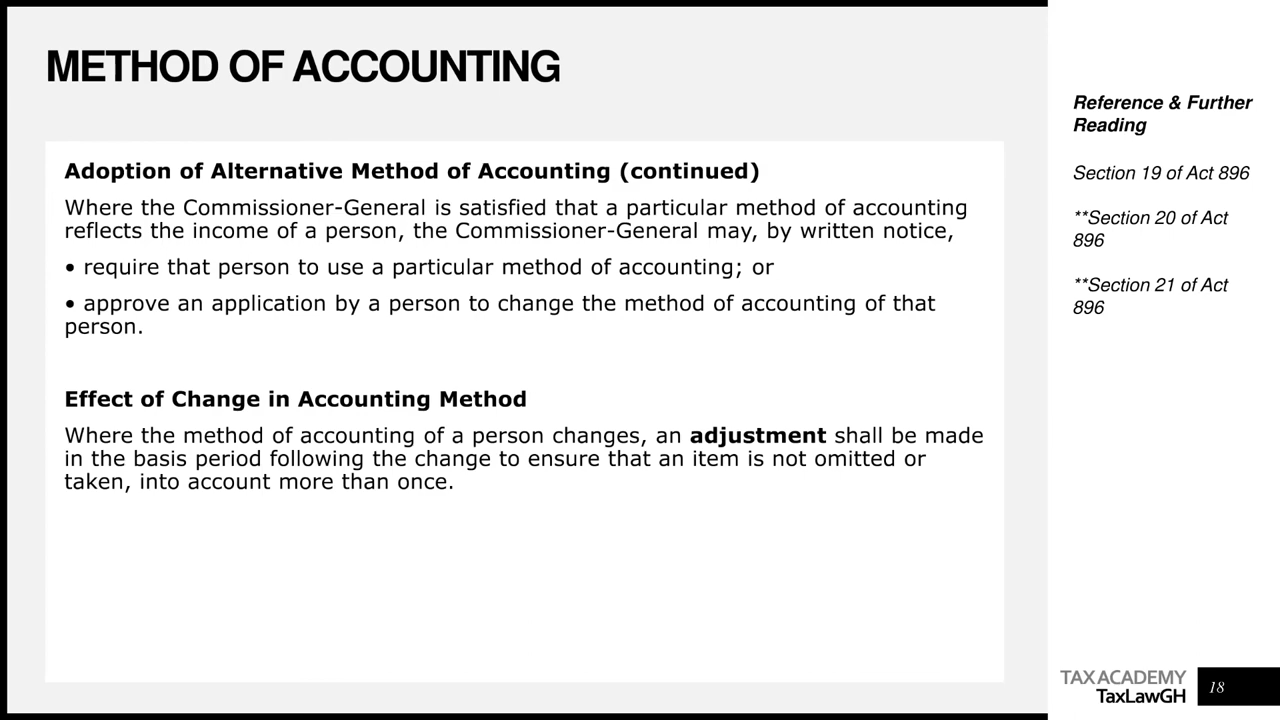 METHOD OF ACCOUNTING
Adoption of Alternative Method of Accounting (continued)
Where the Commissioner-General is satisfied that a particular method of accounting
reflects the income of a person, the Commissioner-General may, by written notice,
• require that person to use a particular method of accounting; or
• approve an application by a person to change the method of accounting of that
person.
Effect of Change in Accounting Method
Where the method of accounting of a person changes, an adjustment shall be made
in the basis period following the change to ensure that an item is not omitted or
taken, into account more than once.
Reference & Further
Reading
Section 19 of Act 896
**Section 20 of Act
896
**Section 21 of Act
896
TAX ACADEMY
TaxLawGH
18